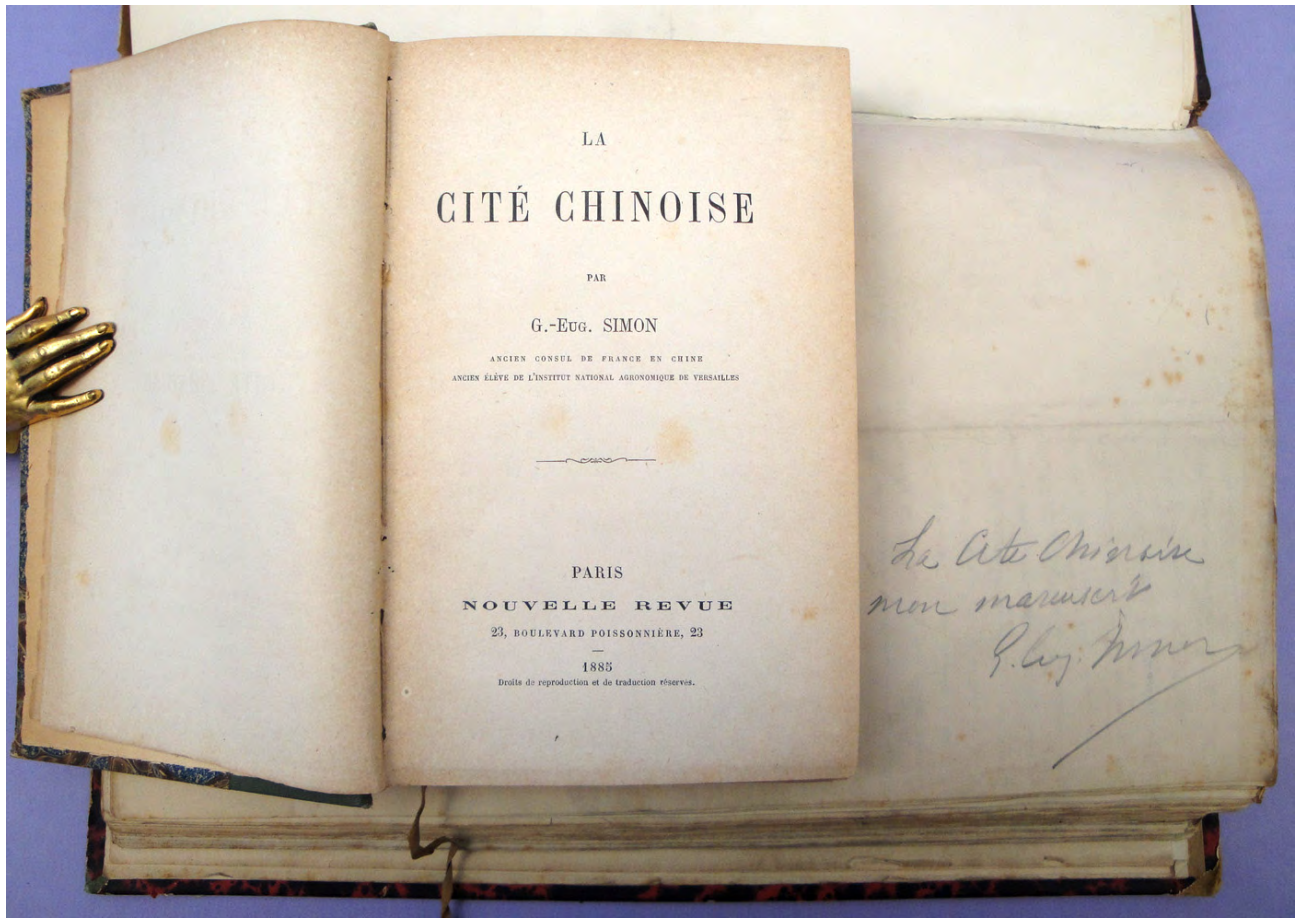 LA
CITÉ CHINOISE
PAR
G.-EUG. SIMON
ANCIEN CONSUL DE FRANCE EN CHINE
ANCIEN ÉLÈVE DE L'INSTITUT NATIONAL AGRONOMIQUE DE VERSAILLES
PARIS
NOUVELLE REVUE
23, BOULEVARD POISSONNIÈRE, 23
1885
Droits de reproduction et de traduction réservés.
La Cité Chinoise
mon manuscrit
G. Eug. Simon